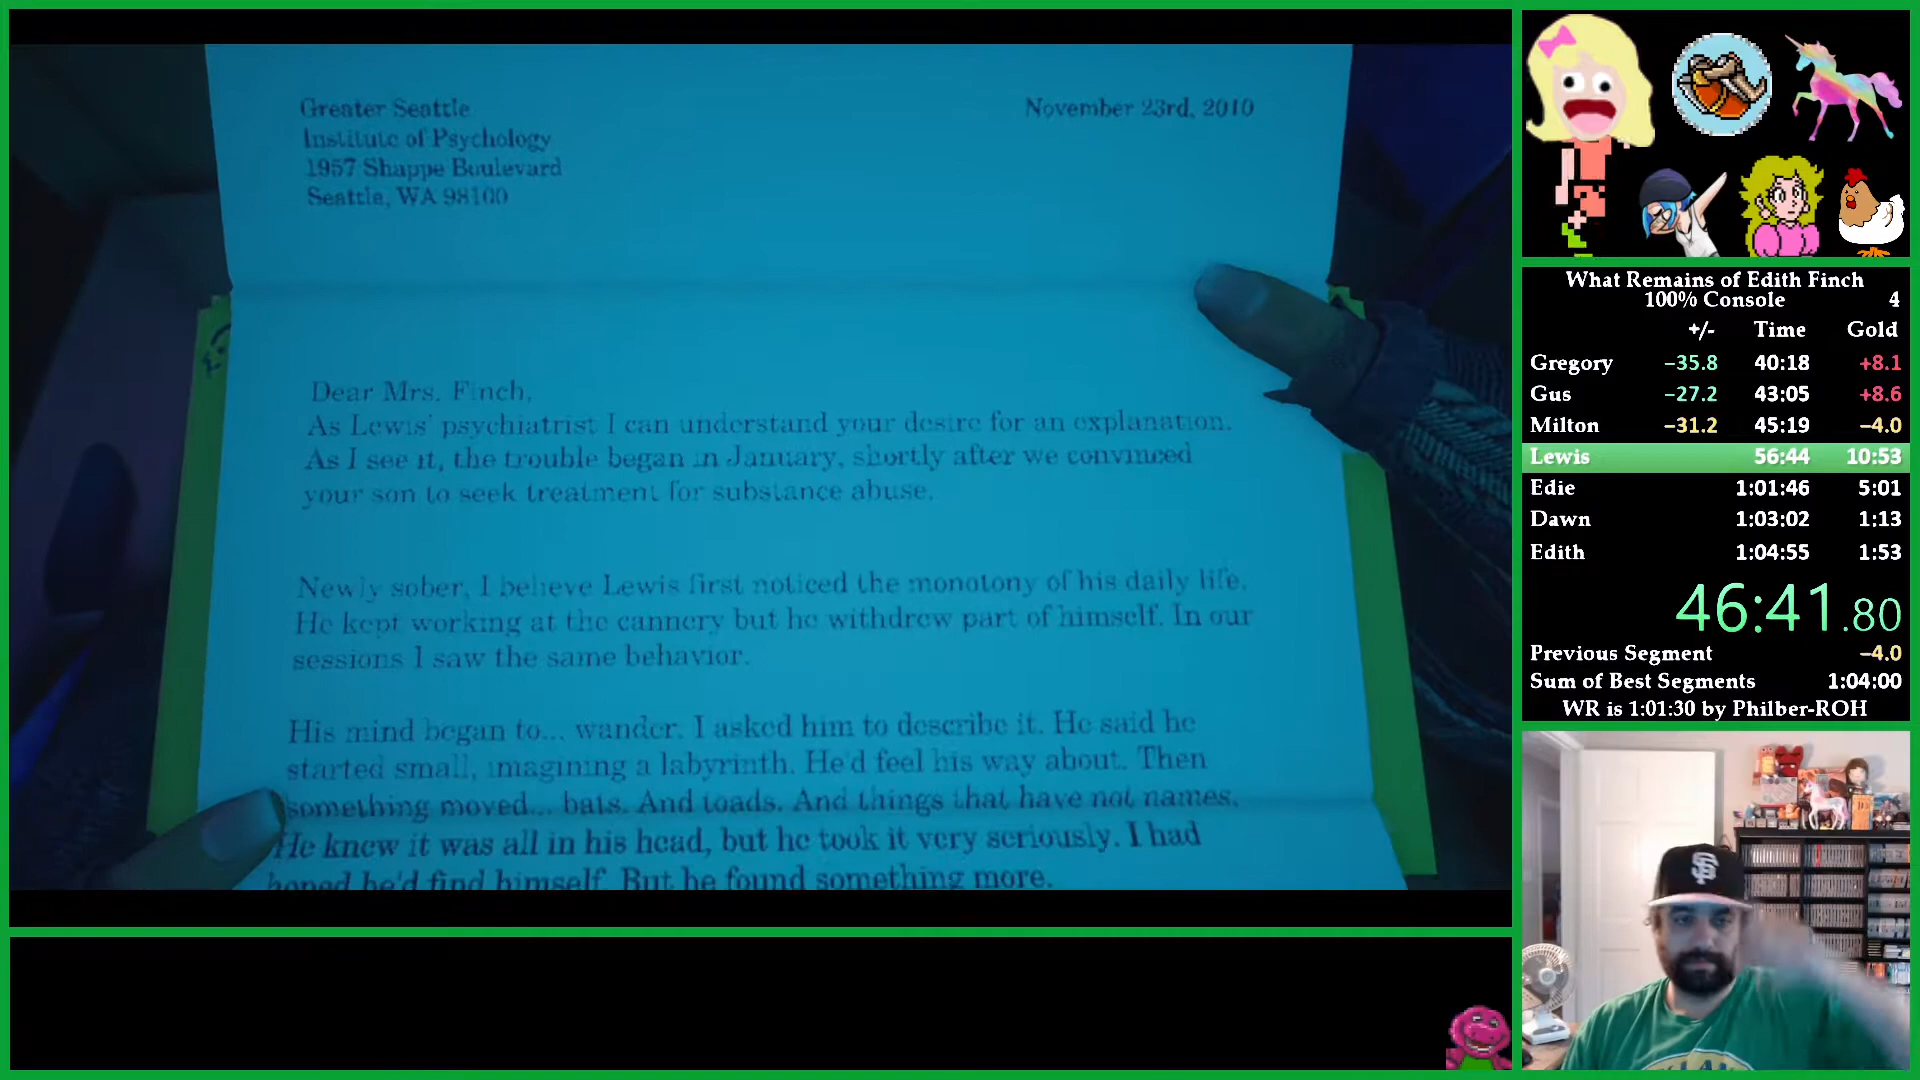 Greater Seattle
Institute of Psychology
1957 Shappe Boulevard
Seattle, WA 98100
November 23rd, 2010
Dear Mrs. Finch,
As Lewis' psychiatrist I can understand your desire for an explanation.
As I see it, the trouble began in January, shortly after we convinced
your son to seek treatment for substance abuse.
Newly sober, I believe Lewis first noticed the monotony of his daily life.
He kept working at the cannery but he withdrew part of himself. In our
sessions I saw the same behavior.
His mind began to... wander. I asked him to describe it. He said he
started small, imagining a labyrinth. He'd feel his way about. Then
something moved... bats. And toads. And things that have not names.
He knew it was all in his head, but he took it very seriously. I had
hoped he'd find himself. But he found something more.
What Remains of Edith Finch
100% Console 4
+/- Time Gold
Gregory -35.8 40:18 +8.1
Gus -27.2 43:05 +8.6
Milton -31.2 45:19 -4.0
Lewis 56:44 10:53
Edie 1:01:46 5:01
Dawn 1:03:02 1:13
Edith 1:04:55 1:53
46:41.80
Previous Segment -4.0
Sum of Best Segments 1:04:00
WR is 1:01:30 by Philber-ROH
SF